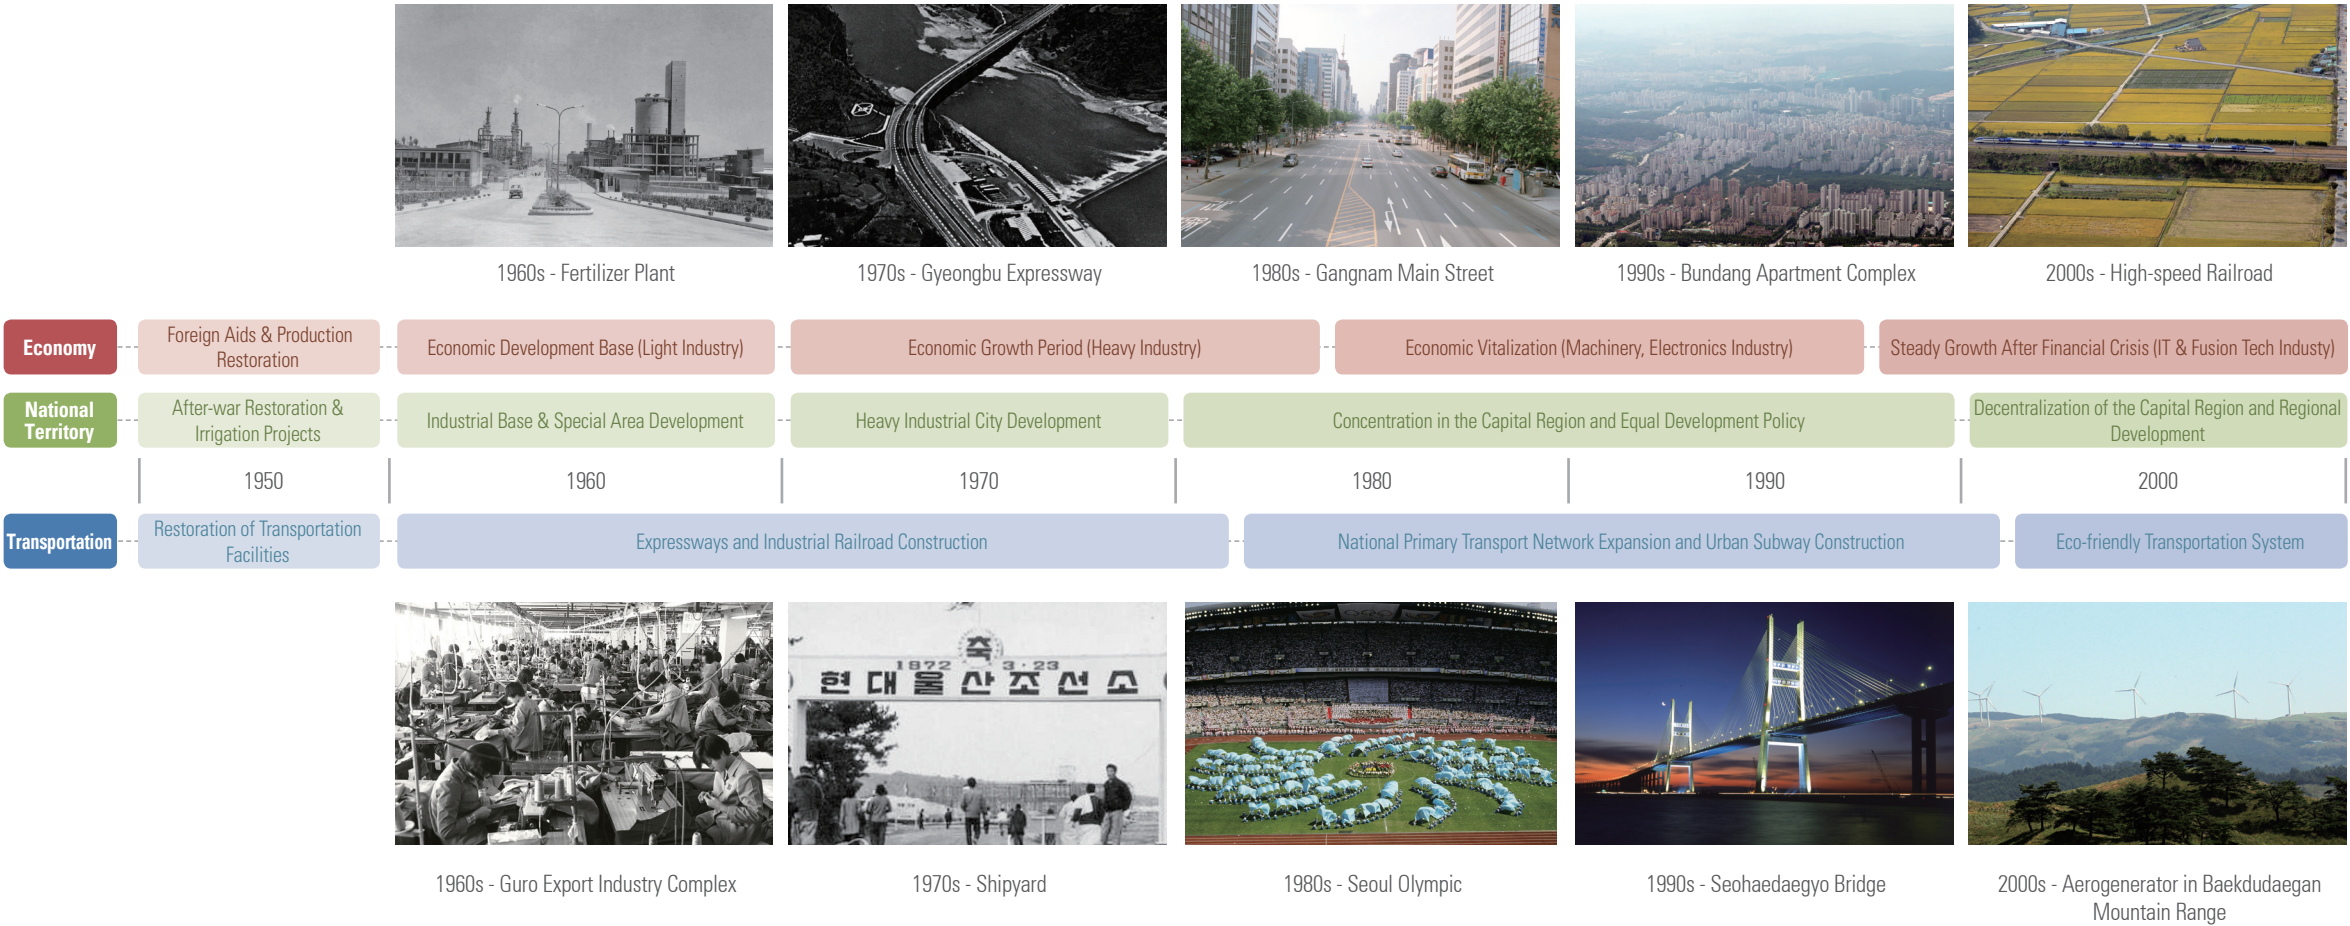 1960s - Fertilizer Plant
1970s - Gyeongbu Expressway
1980s - Gangnam Main Street
1990s - Bundang Apartment Complex
2000s - High-speed Railroad
Economy
Foreign Aids & Production
Restoration
Economic Development Base (Light Industry)
Economic Growth Period (Heavy Industry)
Economic Vitalization (Machinery, Electronics Industry)
Steady Growth After Financial Crisis (IT & Fusion Tech Industy)
National
Territory
After-war Restoration &
Irrigation Projects
Industrial Base & Special Area Development
Heavy Industrial City Development
Concentration in the Capital Region and Equal Development Policy
Decentralization of the Capital Region and Regional
Development
1950
1960
1970
1980
1990
2000
Transportation
Restoration of Transportation
Facilities
Expressways and Industrial Railroad Construction
National Primary Transport Network Expansion and Urban Subway Construction
Eco-friendly Transportation System
축
1972 3·23
현대울산조선소
1960s - Guro Export Industry Complex
1970s - Shipyard
1980s - Seoul Olympic
1990s - Seohaedaegyo Bridge
2000s - Aerogenerator in Baekdudaegan
Mountain Range